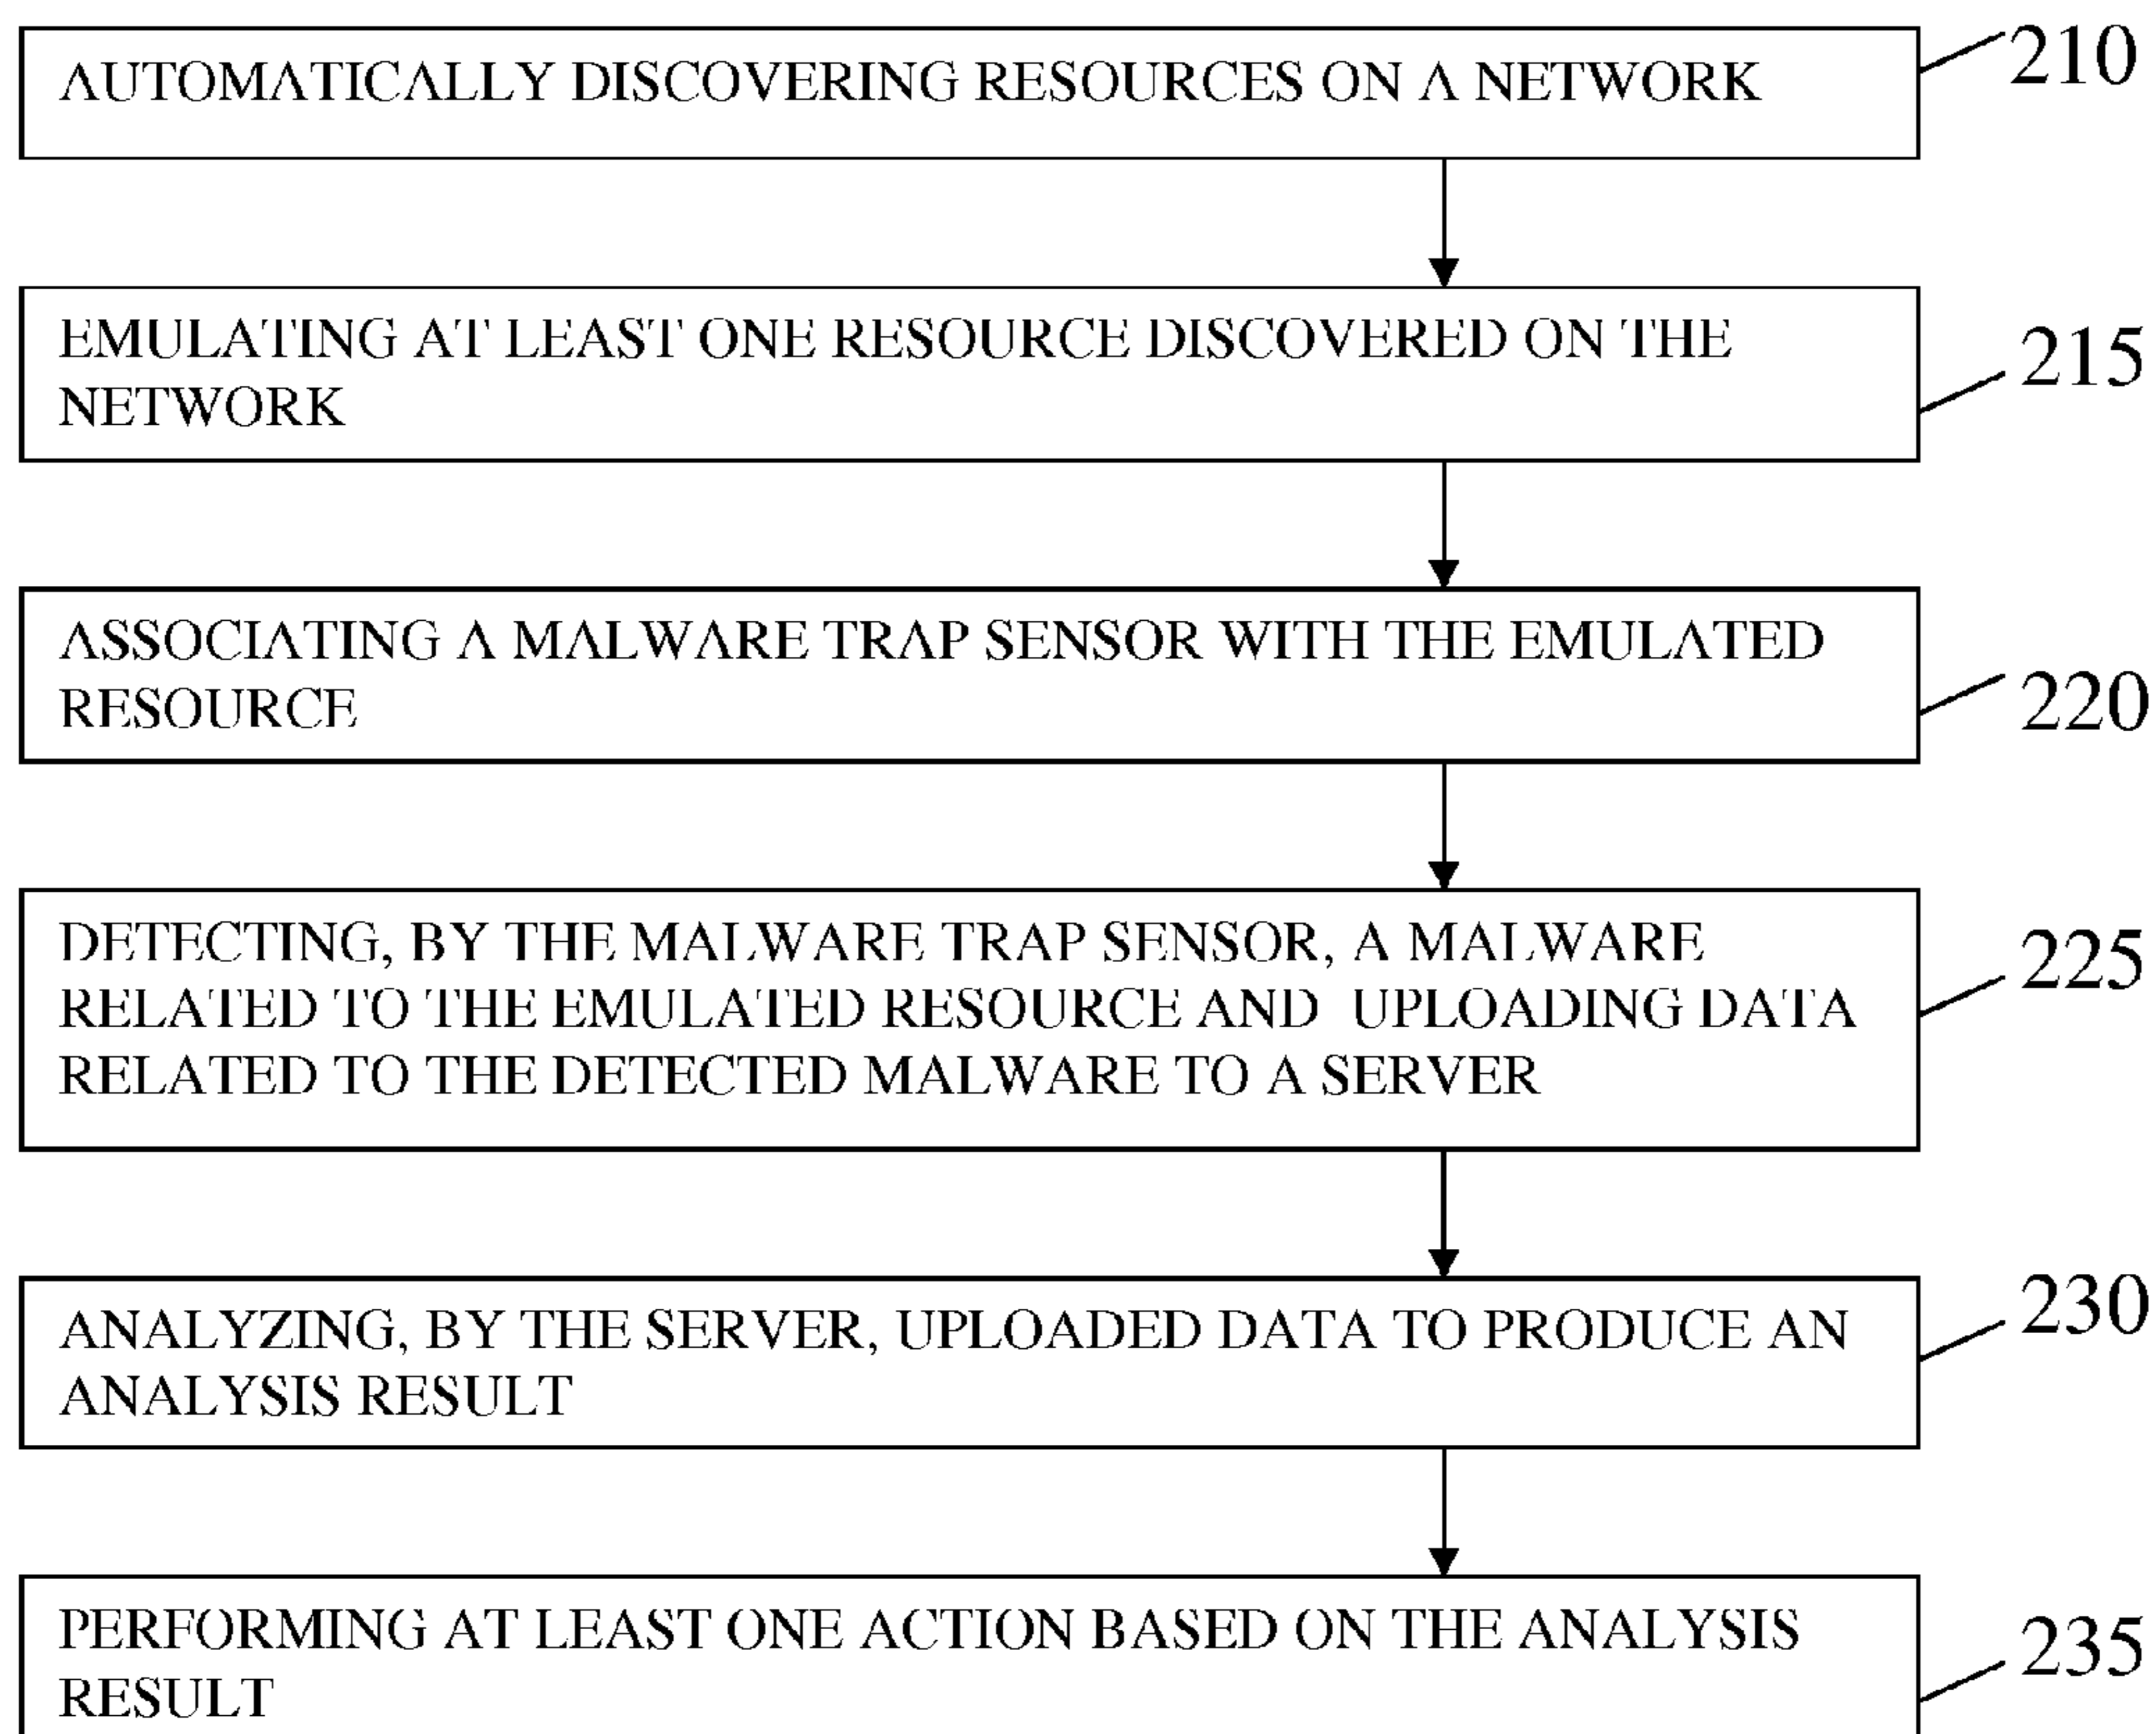 AUTOMATICALLY DISCOVERING RESOURCES ON A NETWORK
210
EMULATING AT LEAST ONE RESOURCE DISCOVERED ON THE
NETWORK
215
ASSOCIATING A MALWARE TRAP SENSOR WITH THE EMULATED
RESOURCE
220
DETECTING, BY THE MALWARE TRAP SENSOR, A MALWARE
RELATED TO THE EMULATED RESOURCE AND UPLOADING DATA
RELATED TO THE DETECTED MALWARE TO A SERVER
225
ANALYZING, BY THE SERVER, UPLOADED DATA TO PRODUCE AN
ANALYSIS RESULT
230
PERFORMING AT LEAST ONE ACTION BASED ON THE ANALYSIS
RESULT
235